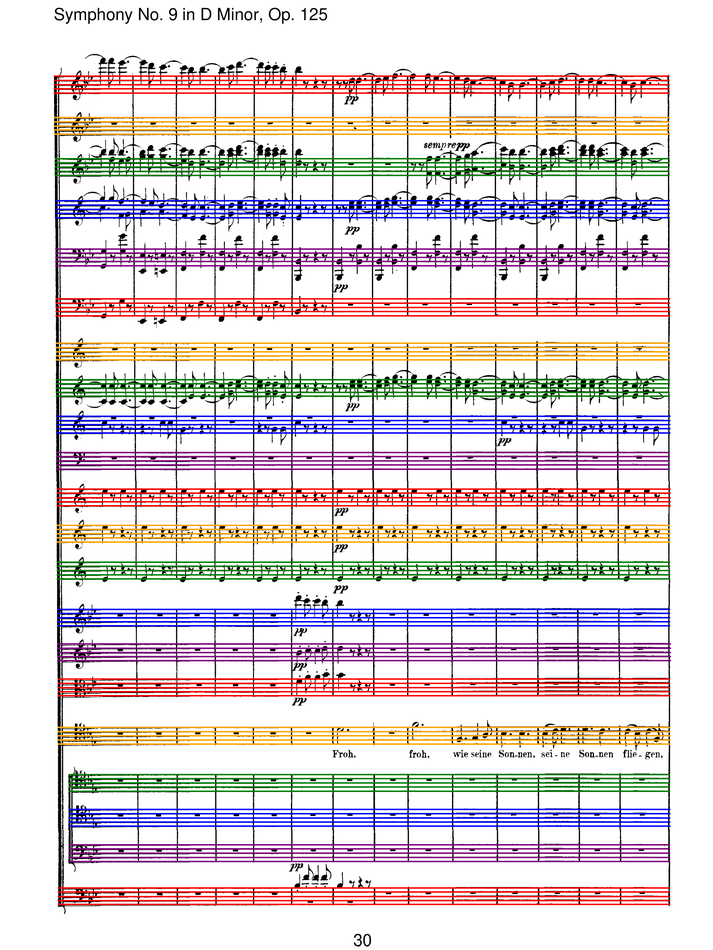 Symphony No. 9 in D Minor, Op. 125
pp
sempre pp
pp
pp
pp
pp
pp
pp
pp
pp
pp
pp
Froh. froh, wie seine Son-nen, sei-ne Son-nen flie-gen,
pp
30